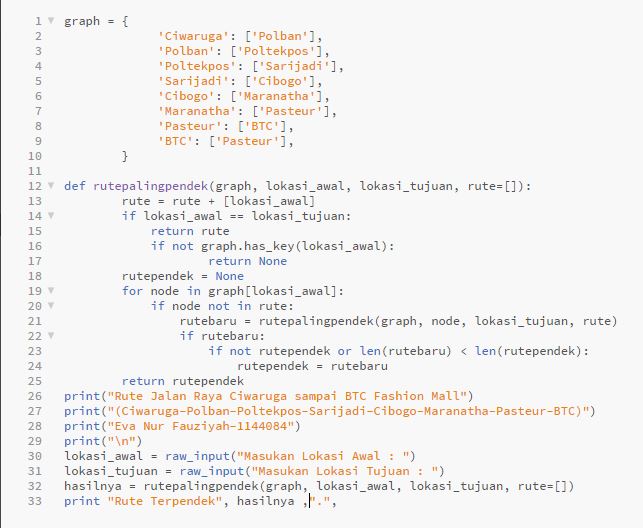 1 graph = {
2 'Ciwaruga': ['Polban'],
3 'Polban': ['Poltekpos'],
4 'Poltekpos': ['Sarijadi'],
5 'Sarijadi': ['Cibogo'],
6 'Cibogo': ['Maranatha'],
7 'Maranatha': ['Pasteur'],
8 'Pasteur': ['BTC'],
9 'BTC': ['Pasteur'],
10 }
11
12 def rutepalingpendek(graph, lokasi_awal, lokasi_tujuan, rute=[]):
13 rute = rute + [lokasi_awal]
14 if lokasi_awal == lokasi_tujuan:
15 return rute
16 if not graph.has_key(lokasi_awal):
17 return None
18 rutependek = None
19 for node in graph[lokasi_awal]:
20 if node not in rute:
21 rutebaru = rutepalingpendek(graph, node, lokasi_tujuan, rute)
22 if rutebaru:
23 if not rutependek or len(rutebaru) < len(rutependek):
24 rutependek = rutebaru
25 return rutependek
26 print("Rute Jalan Raya Ciwaruga sampai BTC Fashion Mall")
27 print("(Ciwaruga-Polban-Poltekpos-Sarijadi-Cibogo-Maranatha-Pasteur-BTC)")
28 print("Eva Nur Fauziyah-1144084")
29 print("\n")
30 lokasi_awal = raw_input("Masukan Lokasi Awal : ")
31 lokasi_tujuan = raw_input("Masukan Lokasi Tujuan : ")
32 hasilnya = rutepalingpendek(graph, lokasi_awal, lokasi_tujuan, rute=[])
33 print "Rute Terpendek", hasilnya ,".",